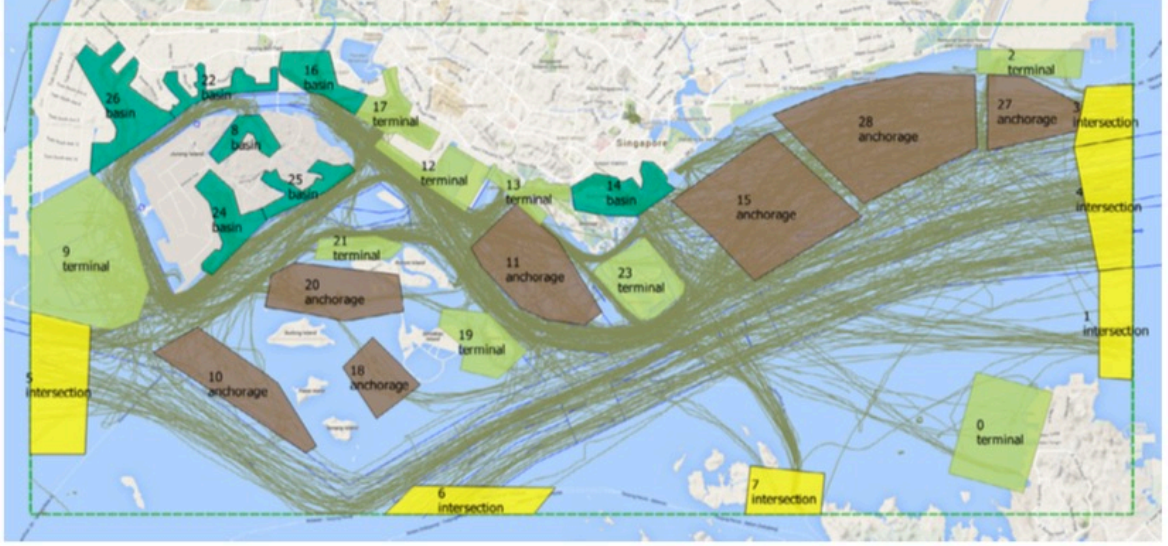 2
terminal
16
basin
22
basin
26
basin
17
terminal
27
anchorage
3
intersection
28
anchorage
8
basin
Singapore
12
terminal
25
basin
13
terminal
14
basin
4
intersection
15
anchorage
24
basin
21
terminal
9
terminal
11
anchorage
23
terminal
20
anchorage
1
intersection
19
terminal
18
anchorage
10
anchorage
5
intersection
0
terminal
7
intersection
6
intersection